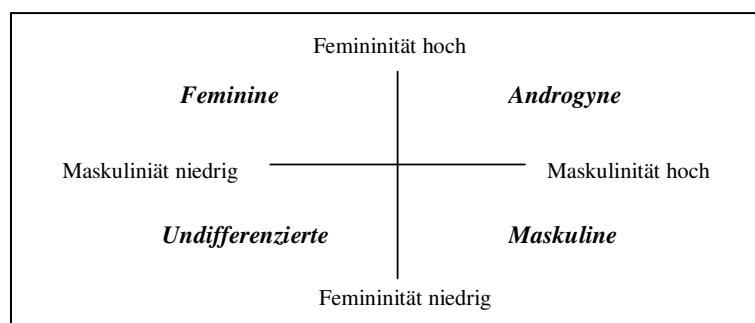 Femininität hoch
Feminine Androgyne
Maskuliniät niedrig Maskulinität hoch
Undifferenzierte Maskuline
Femininität niedrig